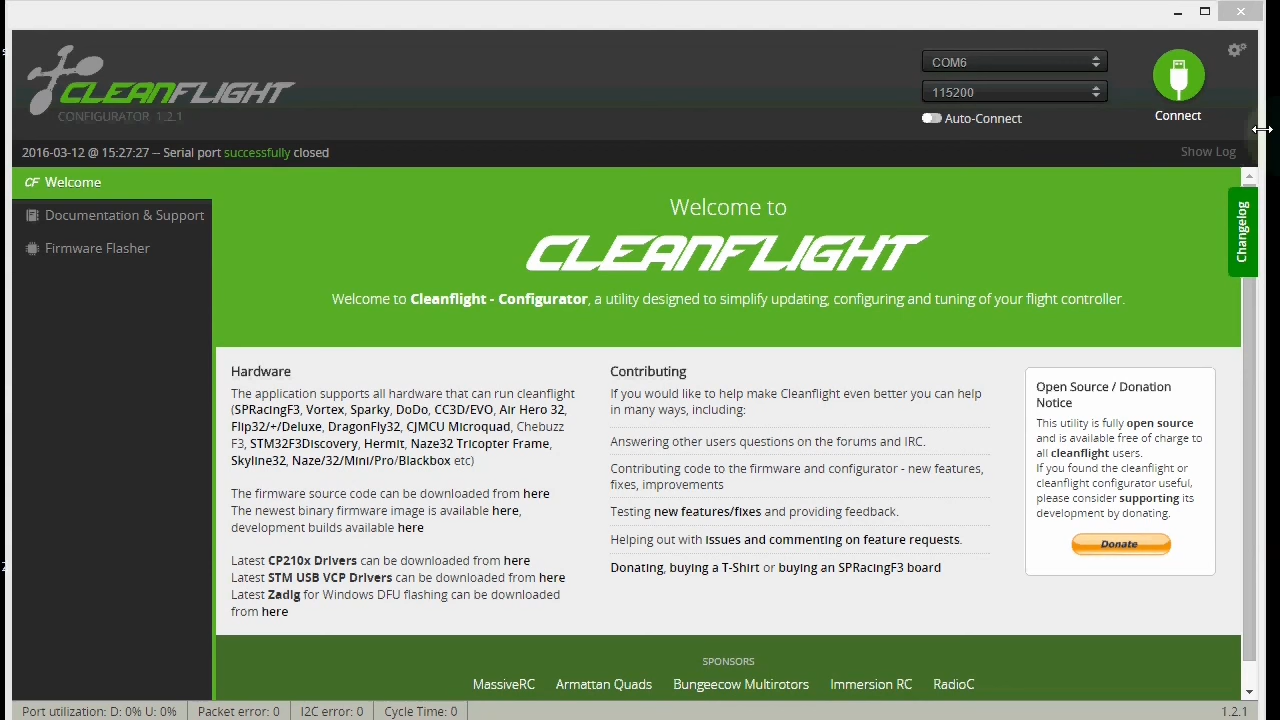 CLEANFLIGHT
CONFIGURATOR 1.2.1
COM6
115200
Auto-Connect
Connect
2016-03-12 @ 15:27:27 -- Serial port successfully closed
Show Log
CF Welcome
Documentation & Support
Firmware Flasher
Changelog
Welcome to
CLEANFLIGHT
Welcome to Cleanflight - Configurator, a utility designed to simplify updating, configuring and tuning of your flight controller.
Hardware
The application supports all hardware that can run cleanflight
(SPRacingF3, Vortex, Sparky, DoDo, CC3D/EVO, Air Hero 32,
Flip32/+/Deluxe, DragonFly32, CJMCU Microquad, Chebuzz
F3, STM32F3Discovery, Hermit, Naze32 Tricopter Frame,
Skyline32, Naze/32/Mini/Pro/Blackbox etc)
The firmware source code can be downloaded from here
The newest binary firmware image is available here,
development builds available here
Latest CP210x Drivers can be downloaded from here
Latest STM USB VCP Drivers can be downloaded from here
Latest Zadig for Windows DFU flashing can be downloaded
from here
Contributing
If you would like to help make Cleanflight even better you can help
in many ways, including:
Answering other users questions on the forums and IRC.
Contributing code to the firmware and configurator - new features,
fixes, improvements
Testing new features/fixes and providing feedback.
Helping out with issues and commenting on feature requests.
Donating, buying a T-Shirt or buying an SPRacingF3 board
Open Source / Donation
Notice
This utility is fully open source
and is available free of charge to
all cleanflight users.
If you found the cleanflight or
cleanflight configurator useful,
please consider supporting its
development by donating.
Donate
SPONSORS
MassiveRC Armattan Quads Bungeecow Multirotors Immersion RC RadioC
Port utilization: D: 0% U: 0% Packet error: 0 I2C error: 0 Cycle Time: 0 1.2.1